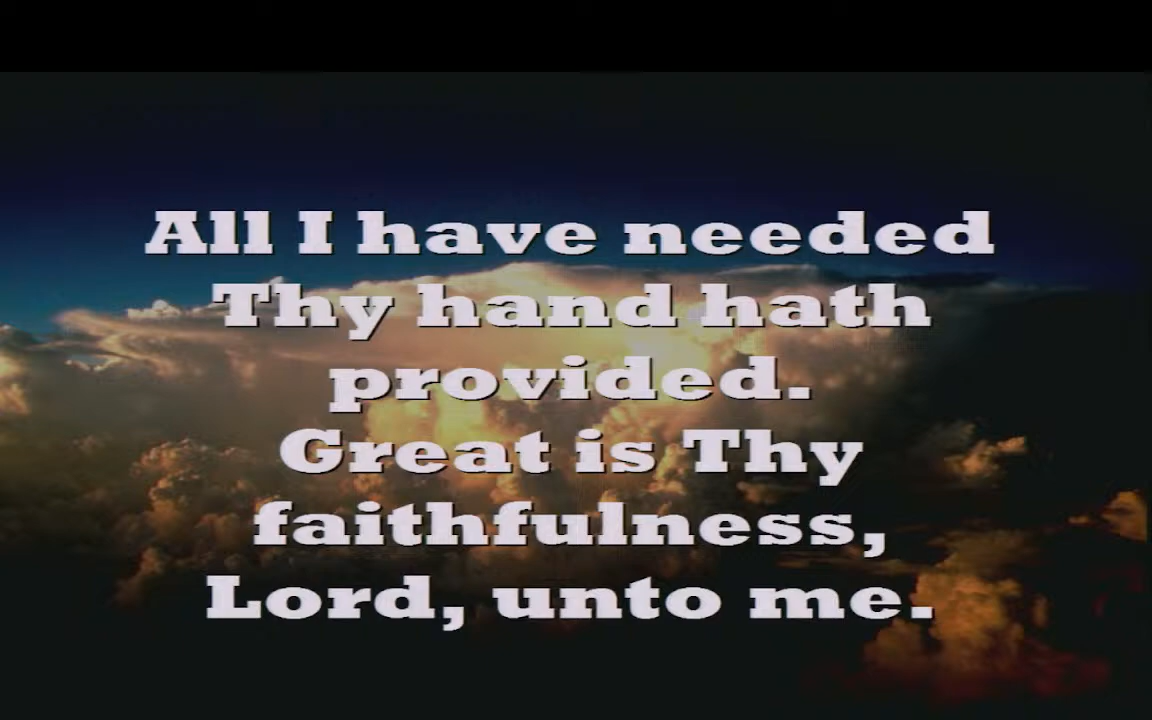 All I have needed
Thy hand hath
provided.
Great is Thy
faithfulness,
Lord, unto me.